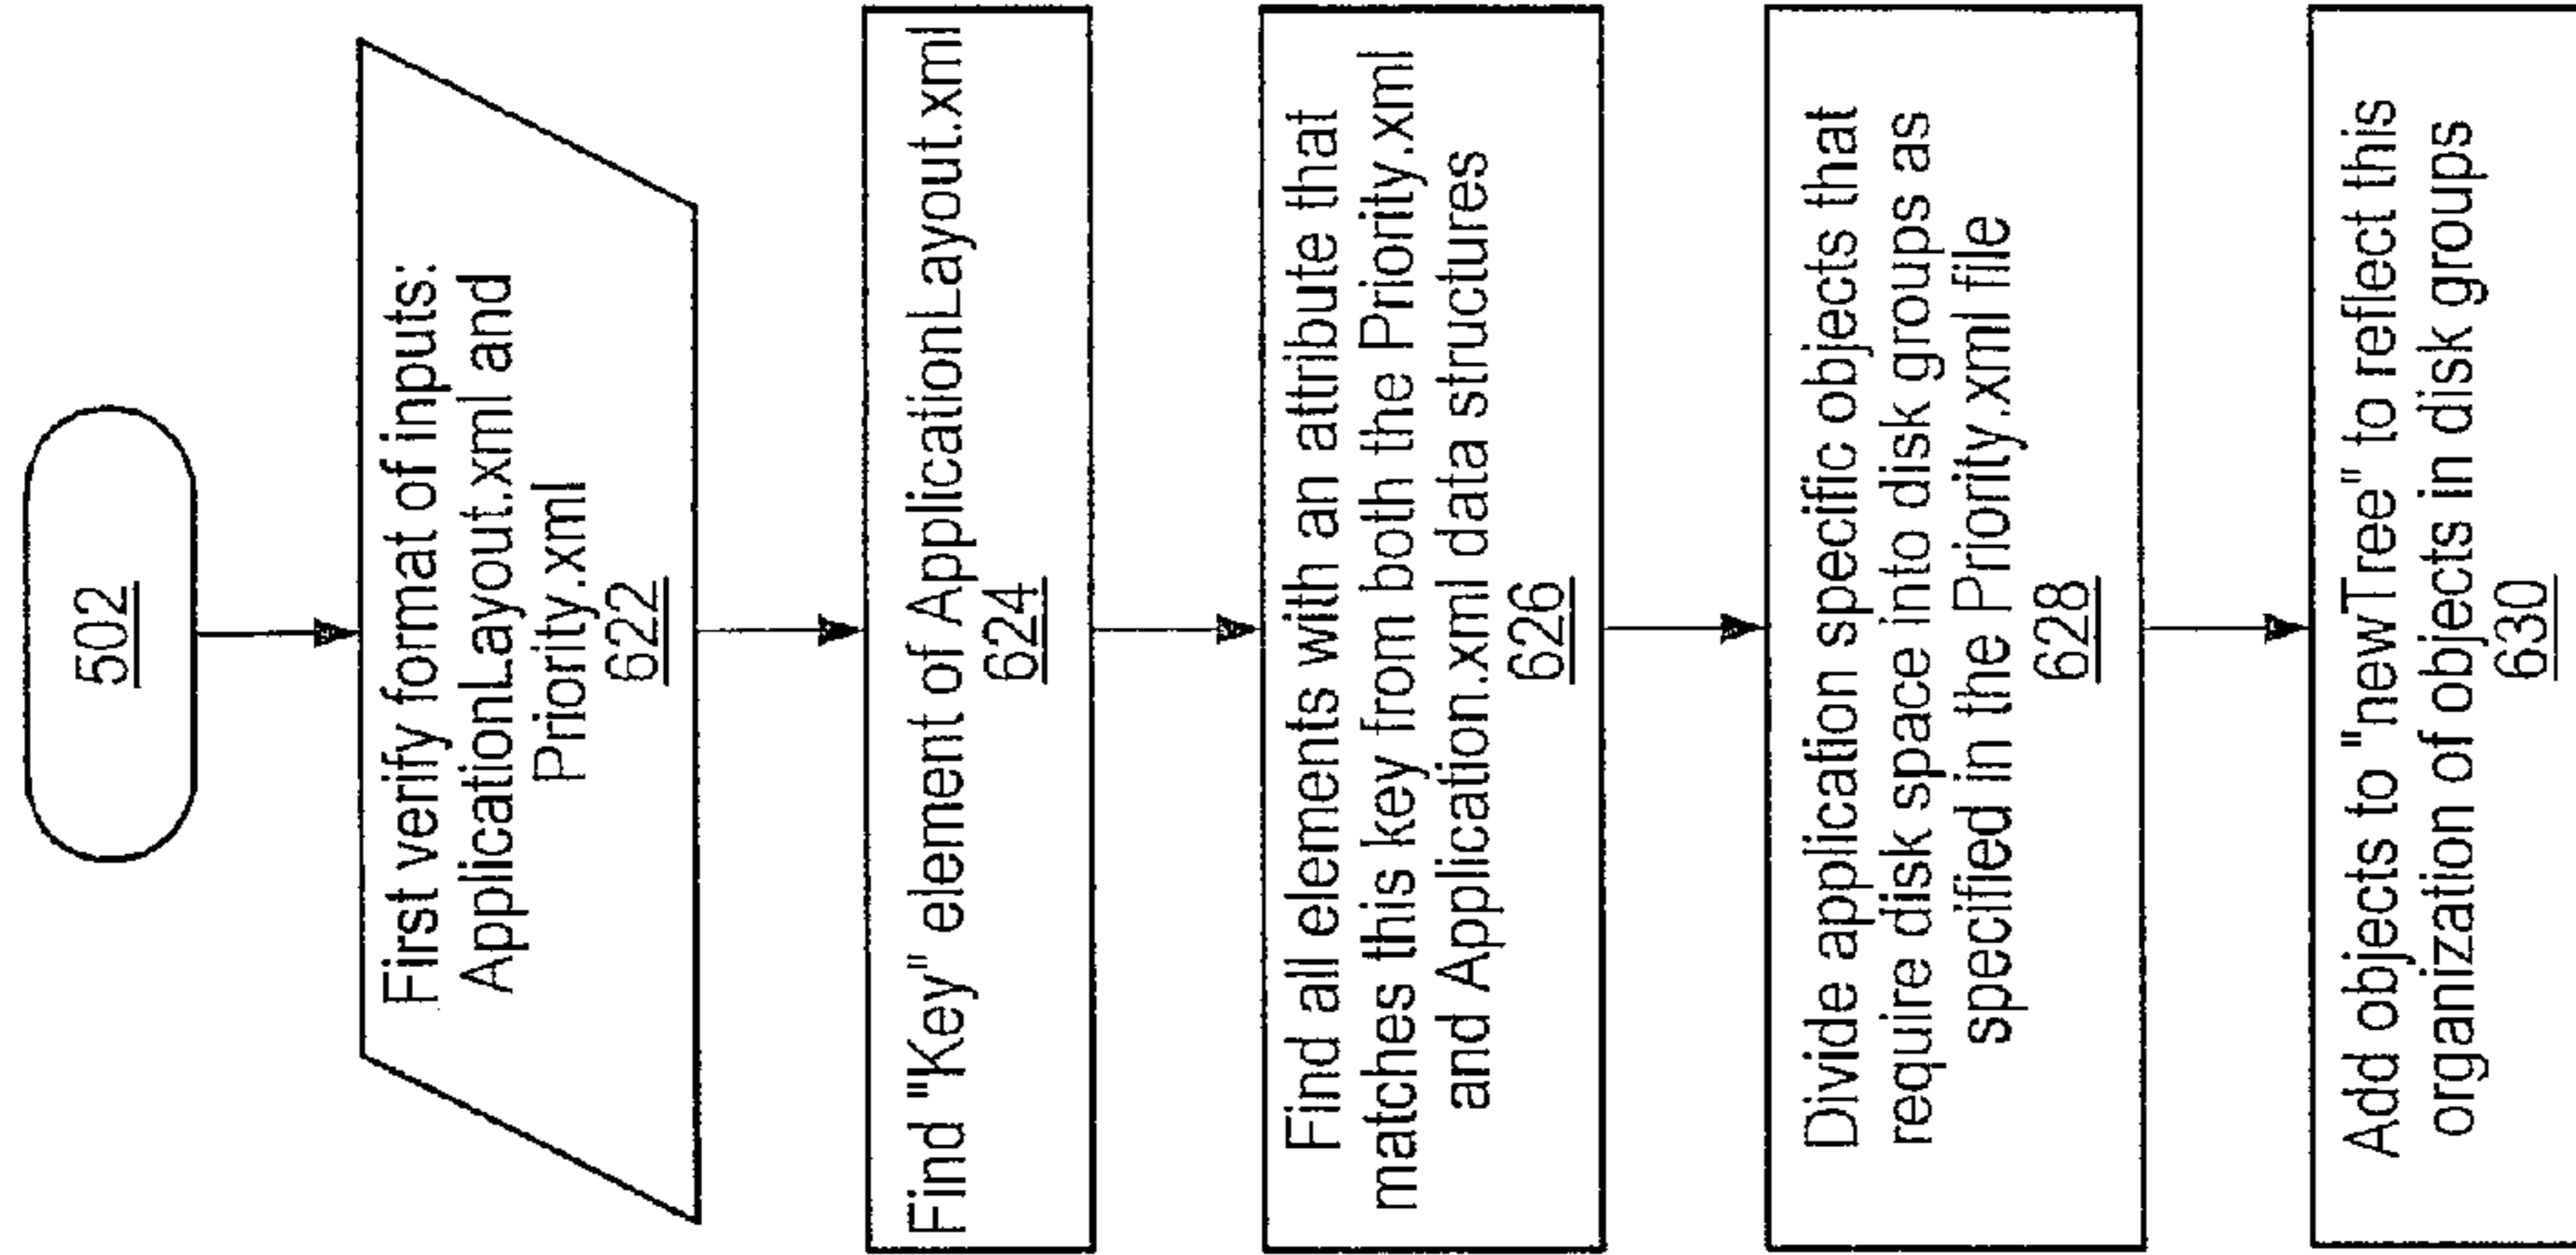 502
First verify format of inputs:
ApplicationLayout.xml and
Priority.xml
622
Find "Key" element of ApplicationLayout.xml
624
Find all elements with an attribute that
matches this key from both the Priority.xml
and Application.xml data structures
626
Divide application specific objects that
require disk space into disk groups as
specified in the Priority.xml file
628
Add objects to "newTree" to reflect this
organization of objects in disk groups
630